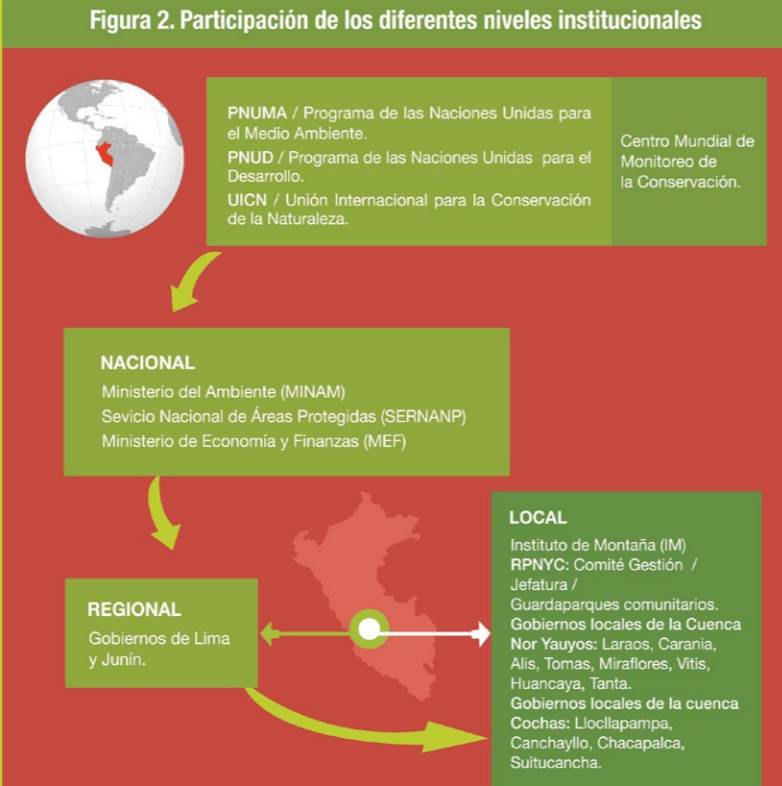 Figura 2. Participación de los diferentes niveles institucionales
PNUMA / Programa de las Naciones Unidas para
el Medio Ambiente.
PNUD / Programa de las Naciones Unidas para el
Desarrollo.
UICN / Unión Internacional para la Conservación
de la Naturaleza.
Centro Mundial de
Monitoreo de
la Conservación.
NACIONAL
Ministerio del Ambiente (MINAM)
Sevicio Nacional de Áreas Protegidas (SERNANP)
Ministerio de Economía y Finanzas (MEF)
REGIONAL
Gobiernos de Lima
y Junín.
LOCAL
Instituto de Montaña (IM)
RPNYC: Comité Gestión /
Jefatura /
Guardaparques comunitarios.
Gobiernos locales de la Cuenca
Nor Yauyos: Laraos, Carania,
Alis, Tomas, Miraflores, Vitis,
Huancaya, Tanta.
Gobiernos locales de la cuenca
Cochas: Llocllapampa,
Canchayllo, Chacapalca,
Suitucancha.